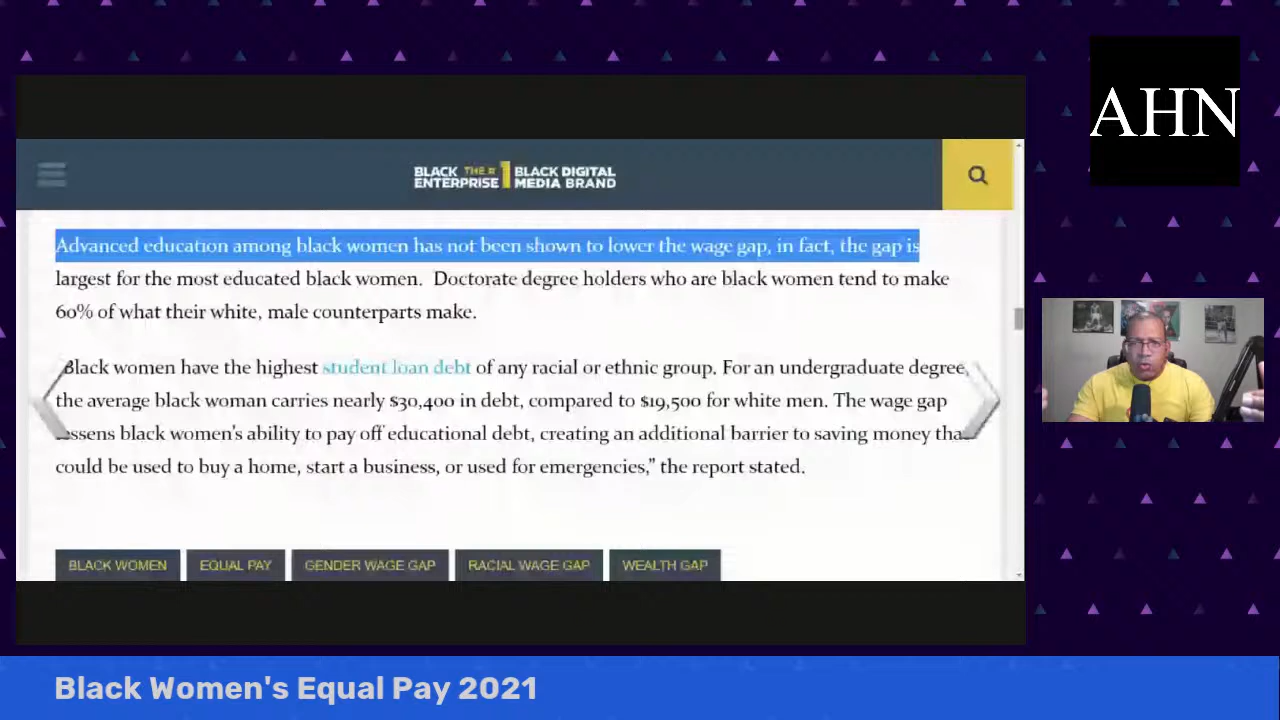 AHN
BLACK THE # 1 BLACK DIGITAL
ENTERPRISE MEDIA BRAND
Advanced education among black women has not been shown to lower the wage gap, in fact, the gap is
largest for the most educated black women. Doctorate degree holders who are black women tend to make
60% of what their white, male counterparts make.
Black women have the highest student loan debt of any racial or ethnic group. For an undergraduate degree,
the average black woman carries nearly $30,400 in debt, compared to $19,500 for white men. The wage gap
black women's ability to pay off educational debt, creating an additional barrier to saving money
could be used to buy a home, start a business, or used for emergencies,” the report stated.
BLACK WOMEN EQUAL PAY GENDER WAGE GAP RACIAL WAGE GAP WEALTH GAP
Black Women's Equal Pay 2021